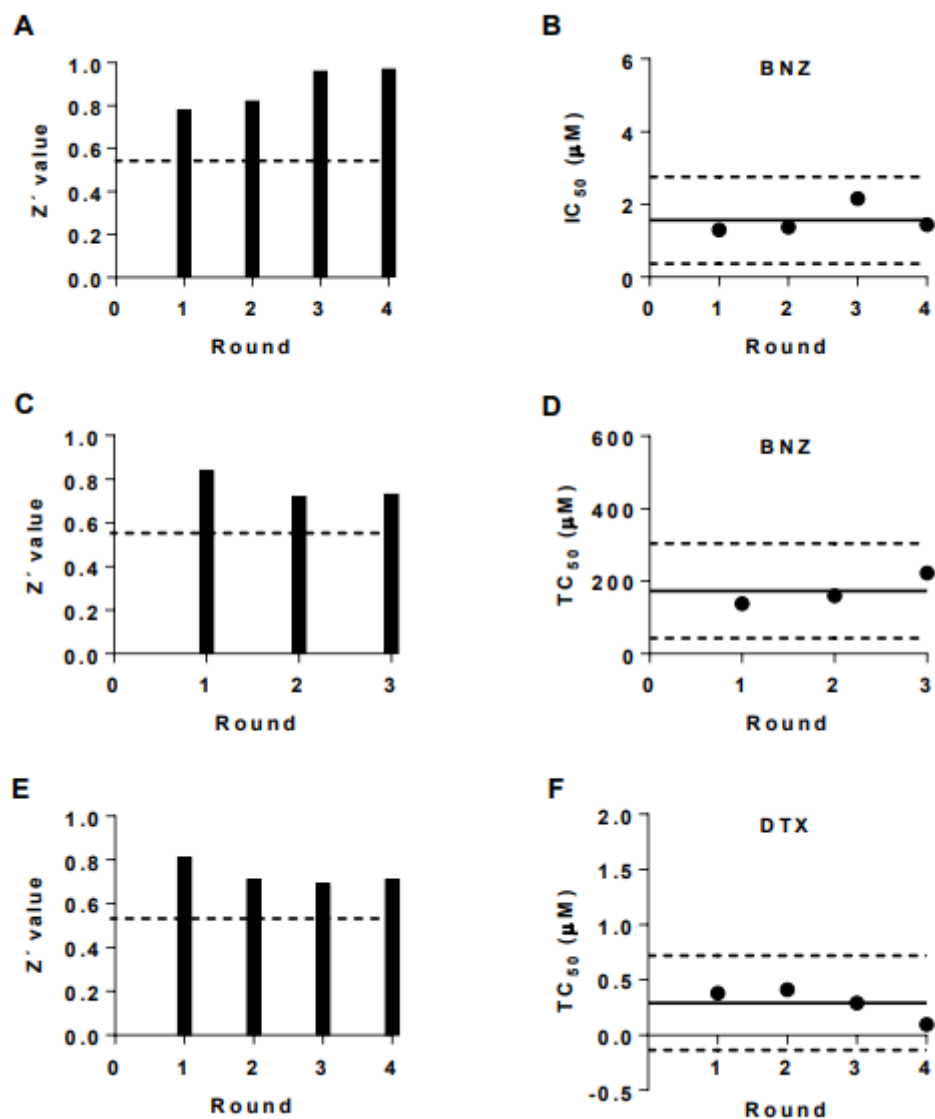 A
Z´ value
1.0
0.8
0.6
0.4
0.2
0.0
0 1 2 3 4
Round
B
BNZ
IC50 (μM)
6
4
2
0
0 1 2 3 4
Round
C
Z´ value
1.0
0.8
0.6
0.4
0.2
0.0
0 1 2 3
Round
D
BNZ
TC50 (μM)
600
400
200
0
0 1 2 3
Round
E
Z´ value
1.0
0.8
0.6
0.4
0.2
0.0
0 1 2 3 4
Round
F
DTX
TC50 (μM)
2.0
1.5
1.0
0.5
0.0
-0.5
1 2 3 4
Round